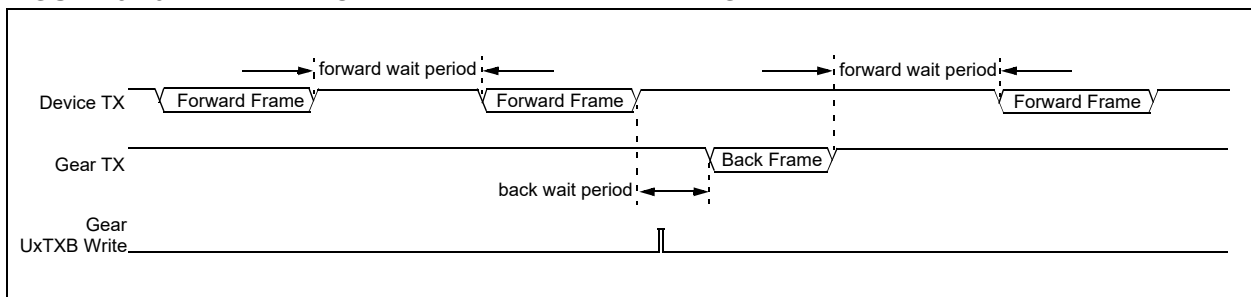 forward wait period
forward wait period
Device TX
Forward Frame
Forward Frame
Forward Frame
Gear TX
Back Frame
back wait period
Gear
UxTXB Write